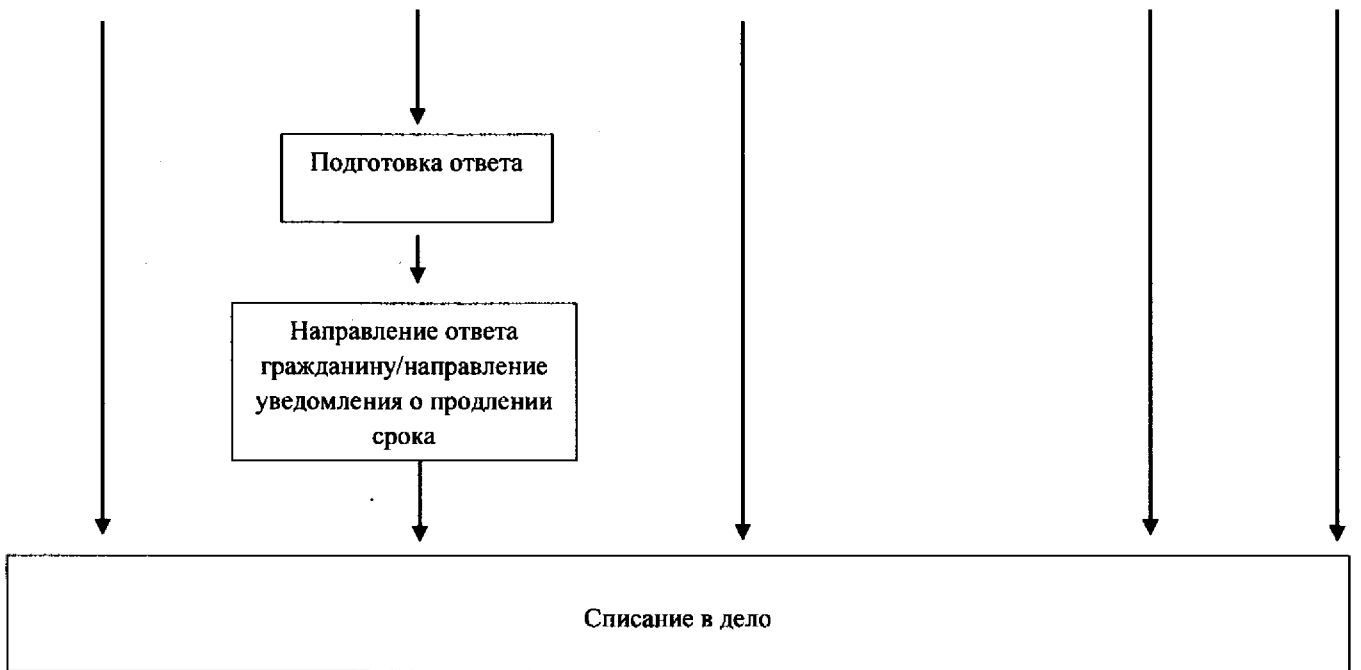 Подготовка ответа
Направление ответа
гражданину/направление
уведомления о продлении
срока
Списание в дело